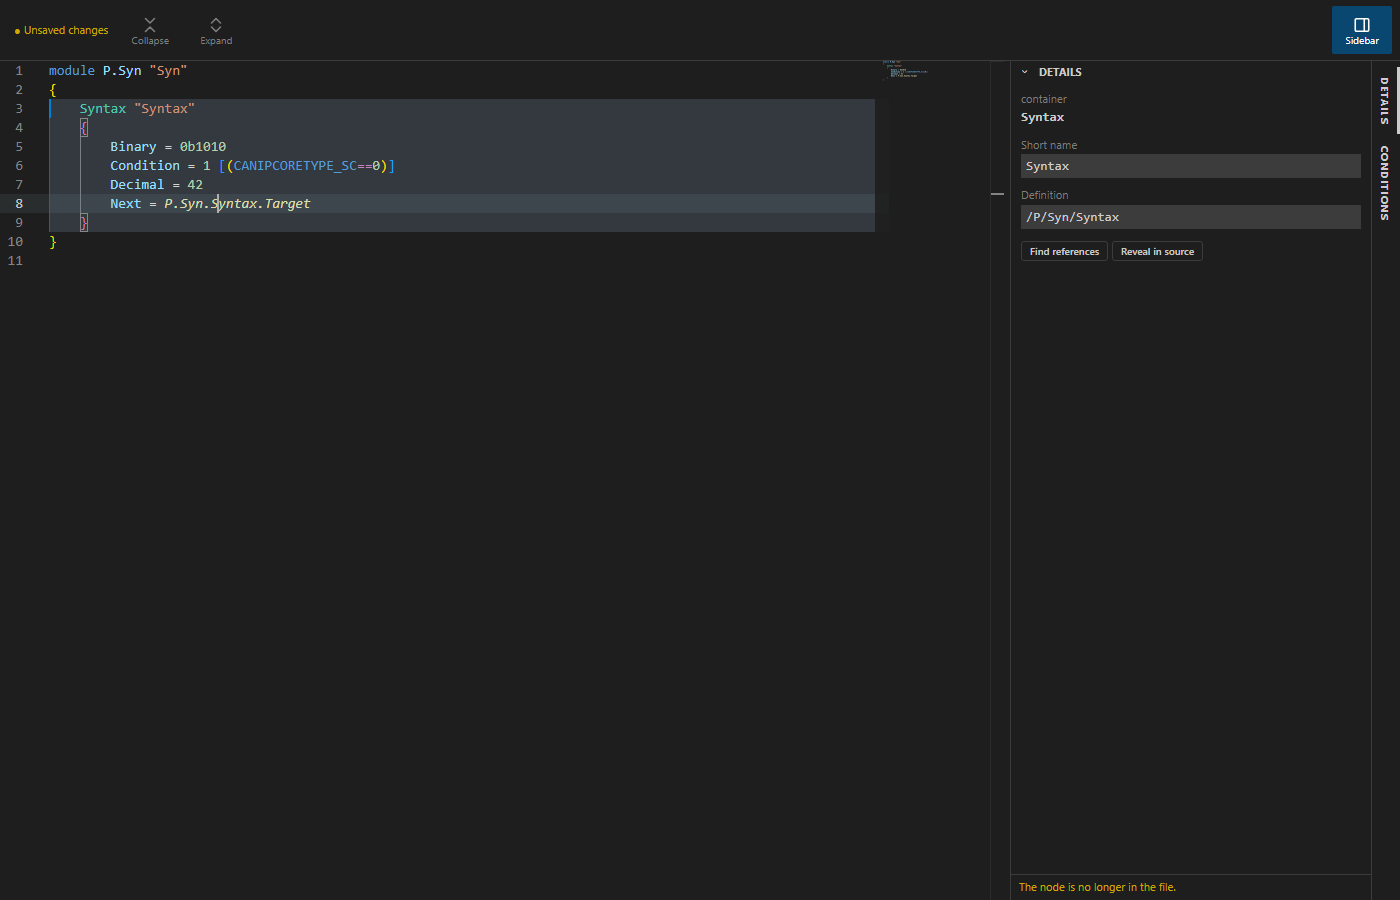 Unsaved changes
Collapse
Expand
Sidebar
1 module P.Syn "Syn"
2 {
3 Syntax "Syntax"
4 {
5 Binary = 0b1010
6 Condition = 1 [(CANIPCORETYPE_SC==0)]
7 Decimal = 42
8 Next = P.Syn.Syntax.Target
9 }
10 }
11
DETAILS
container
Syntax
Short name
Syntax
Definition
/P/Syn/Syntax
Find references
Reveal in source
The node is no longer in the file.
DETAILS
CONDITIONS